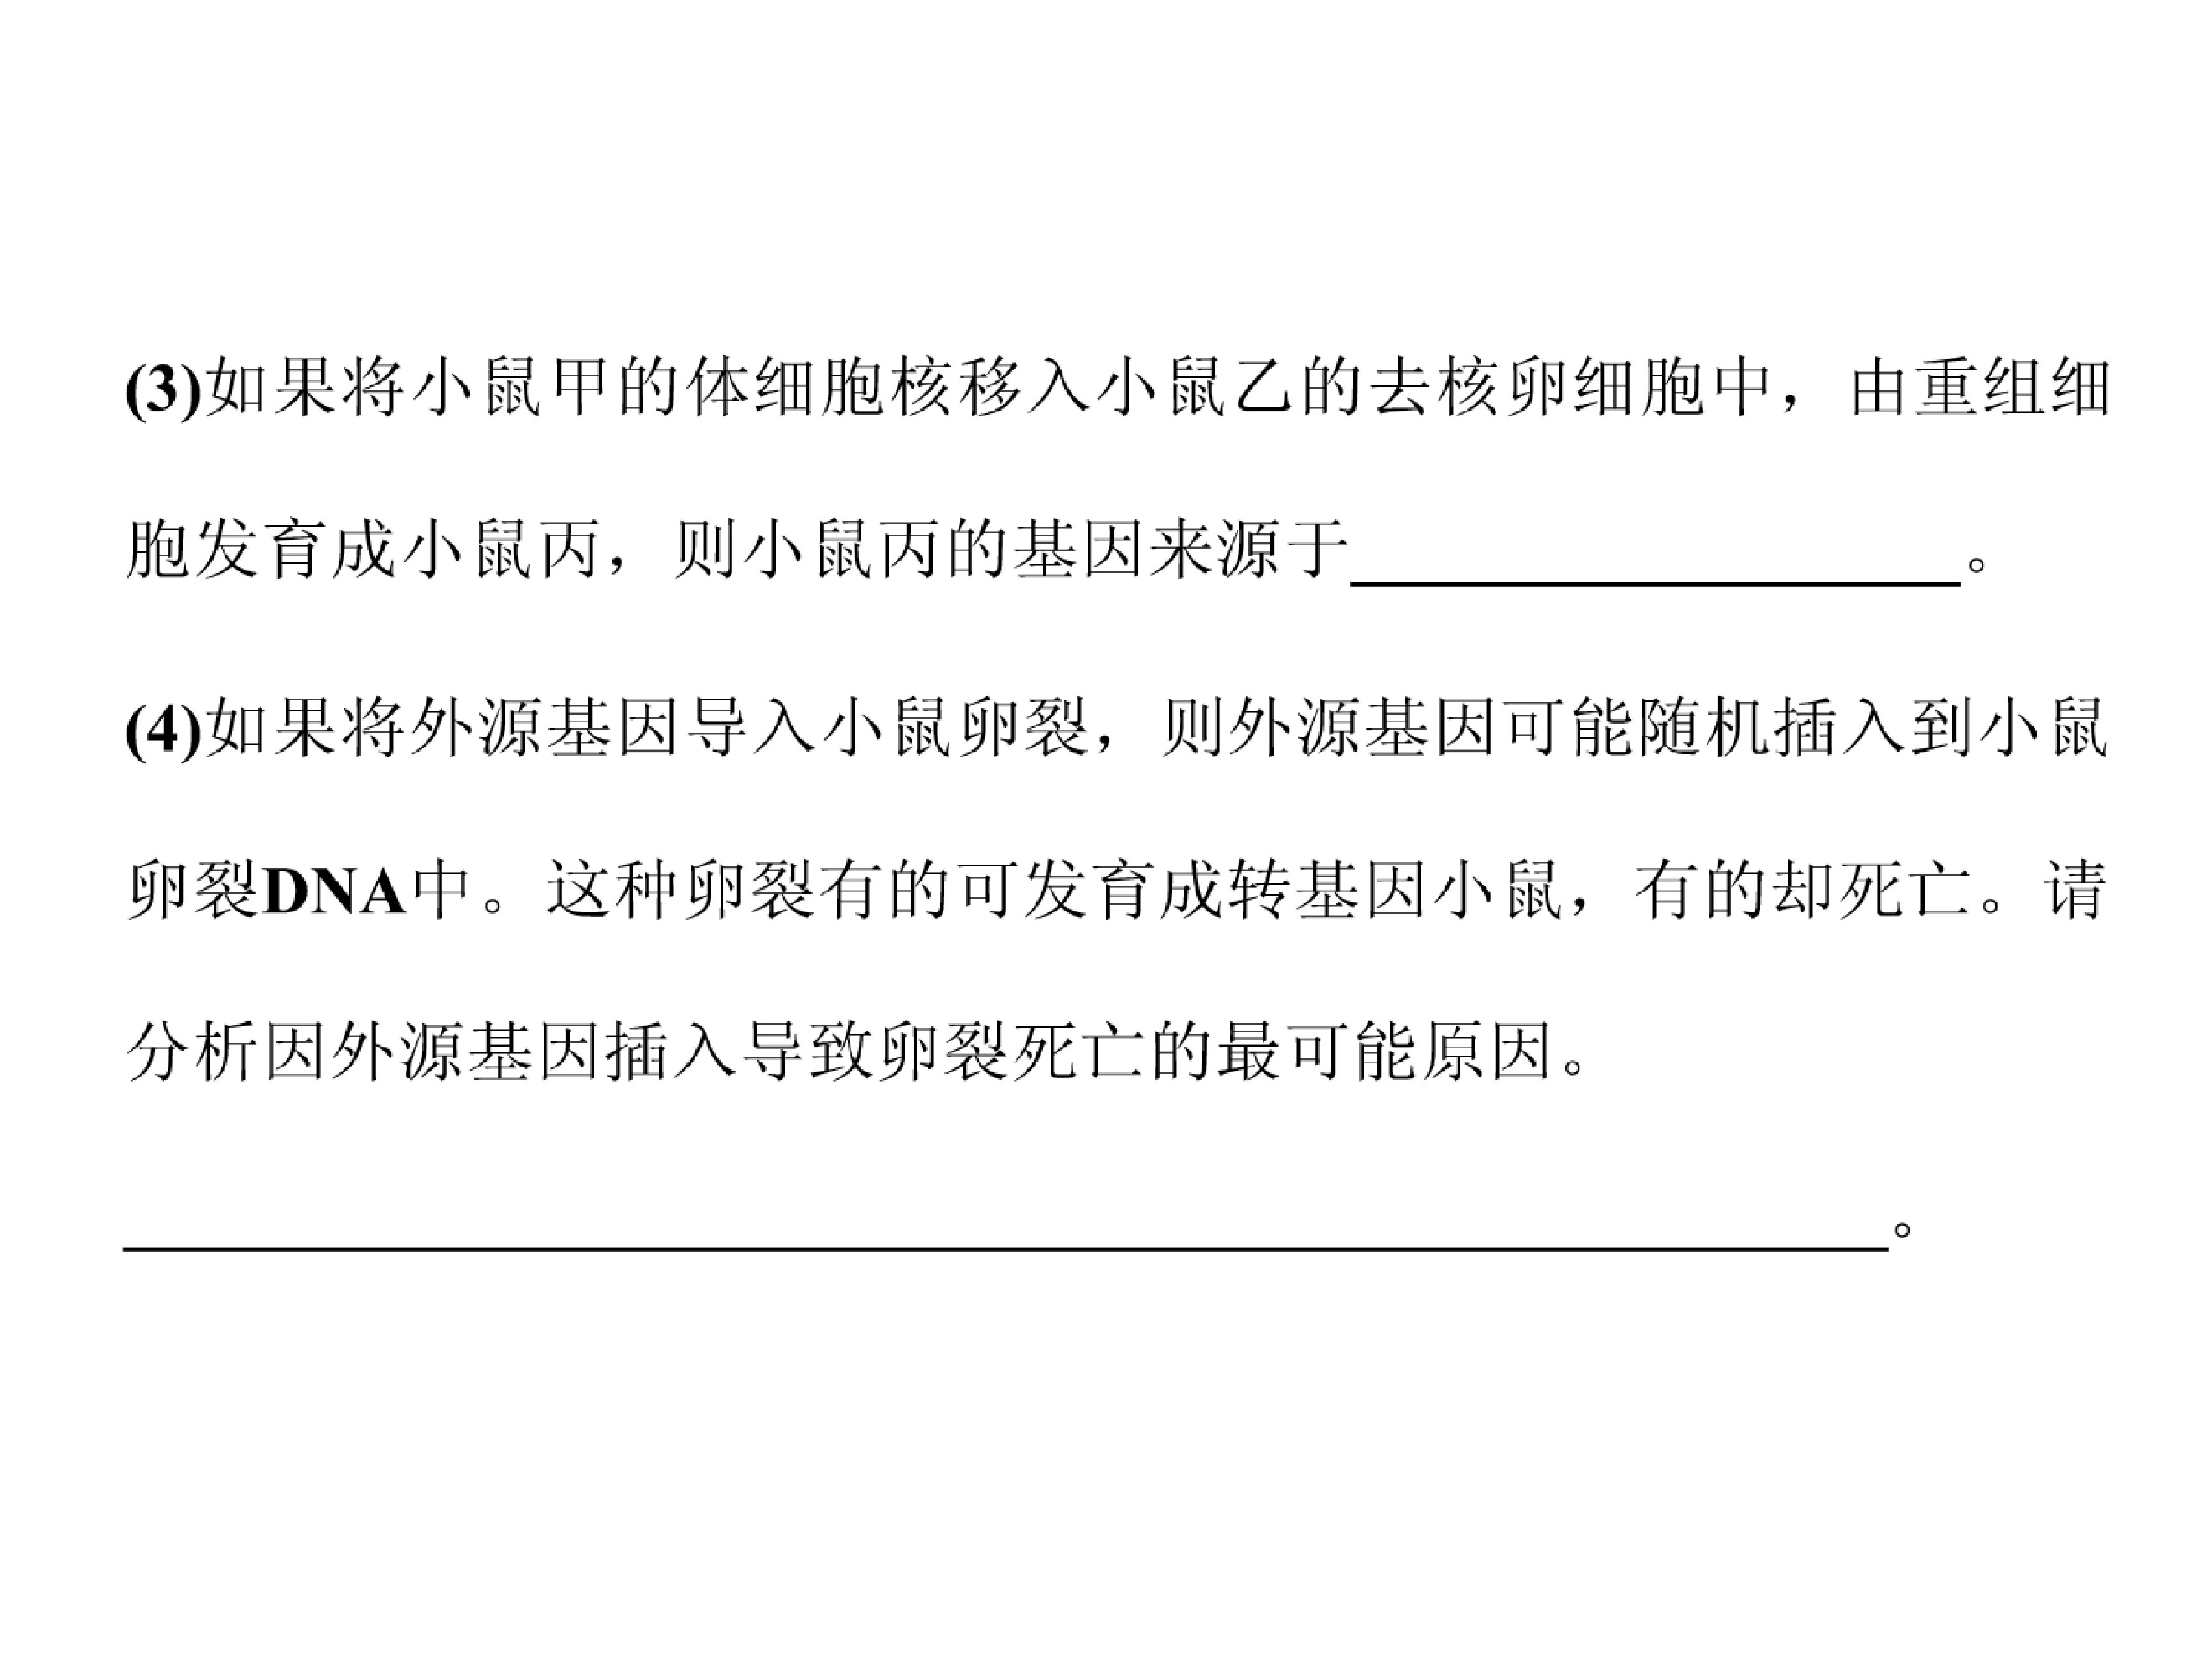 (3)如果将小鼠甲的体细胞核移入小鼠乙的去核卵细胞中，由重组细
胞发育成小鼠丙，则小鼠丙的基因来源于__________________。
(4)如果将外源基因导入小鼠卵裂，则外源基因可能随机插入到小鼠
卵裂DNA中。这种卵裂有的可发育成转基因小鼠，有的却死亡。请
分析因外源基因插入导致卵裂死亡的最可能原因。
____________________________________________________。